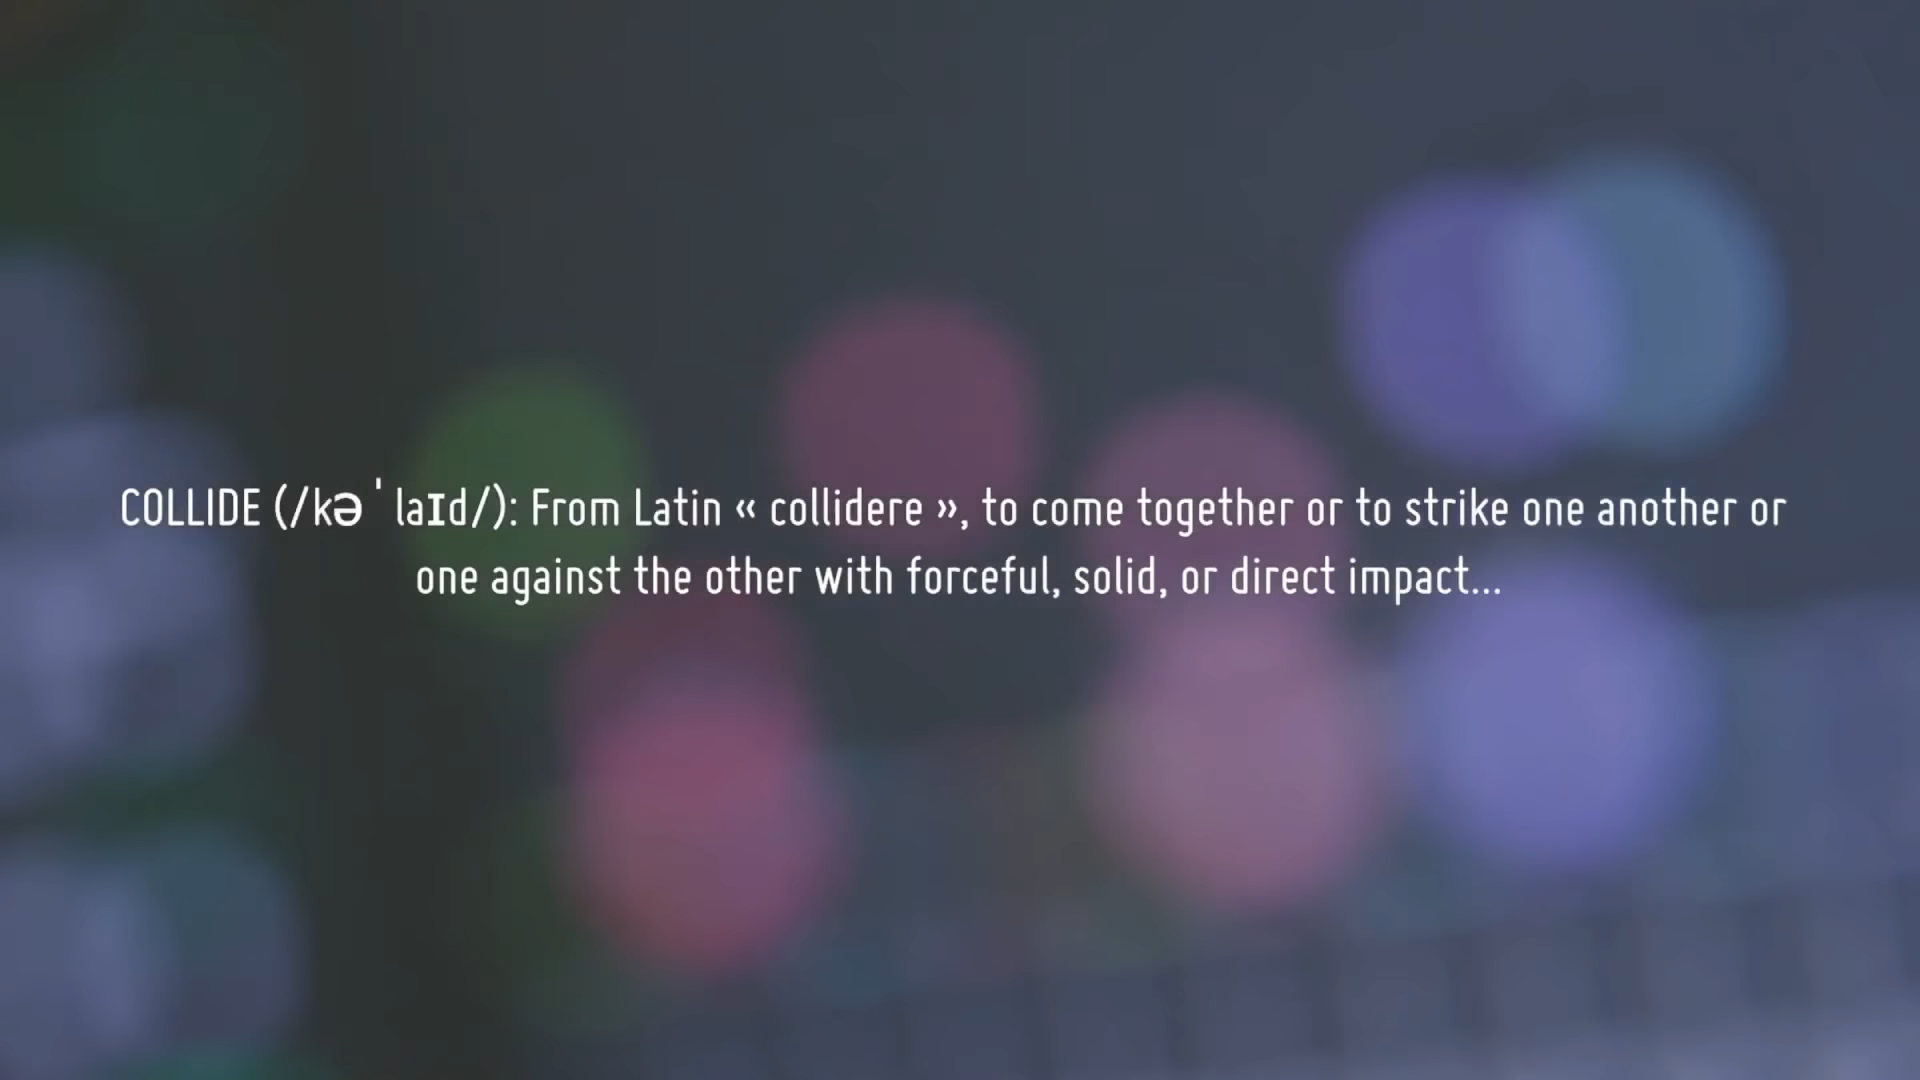 COLLIDE (/kəˈlaɪd/): From Latin « collidere », to come together or to strike one another or
one against the other with forceful, solid, or direct impact...